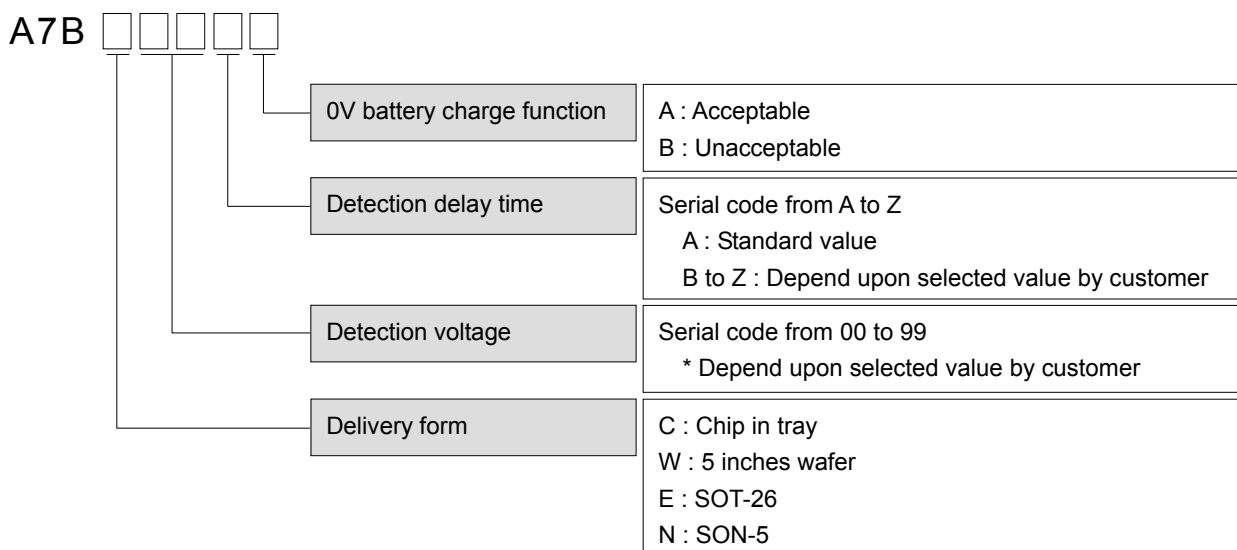 A7B
0V battery charge function
A : Acceptable
B : Unacceptable
Detection delay time
Serial code from A to Z
A : Standard value
B to Z : Depend upon selected value by customer
Detection voltage
Serial code from 00 to 99
* Depend upon selected value by customer
Delivery form
C : Chip in tray
W : 5 inches wafer
E : SOT-26
N : SON-5